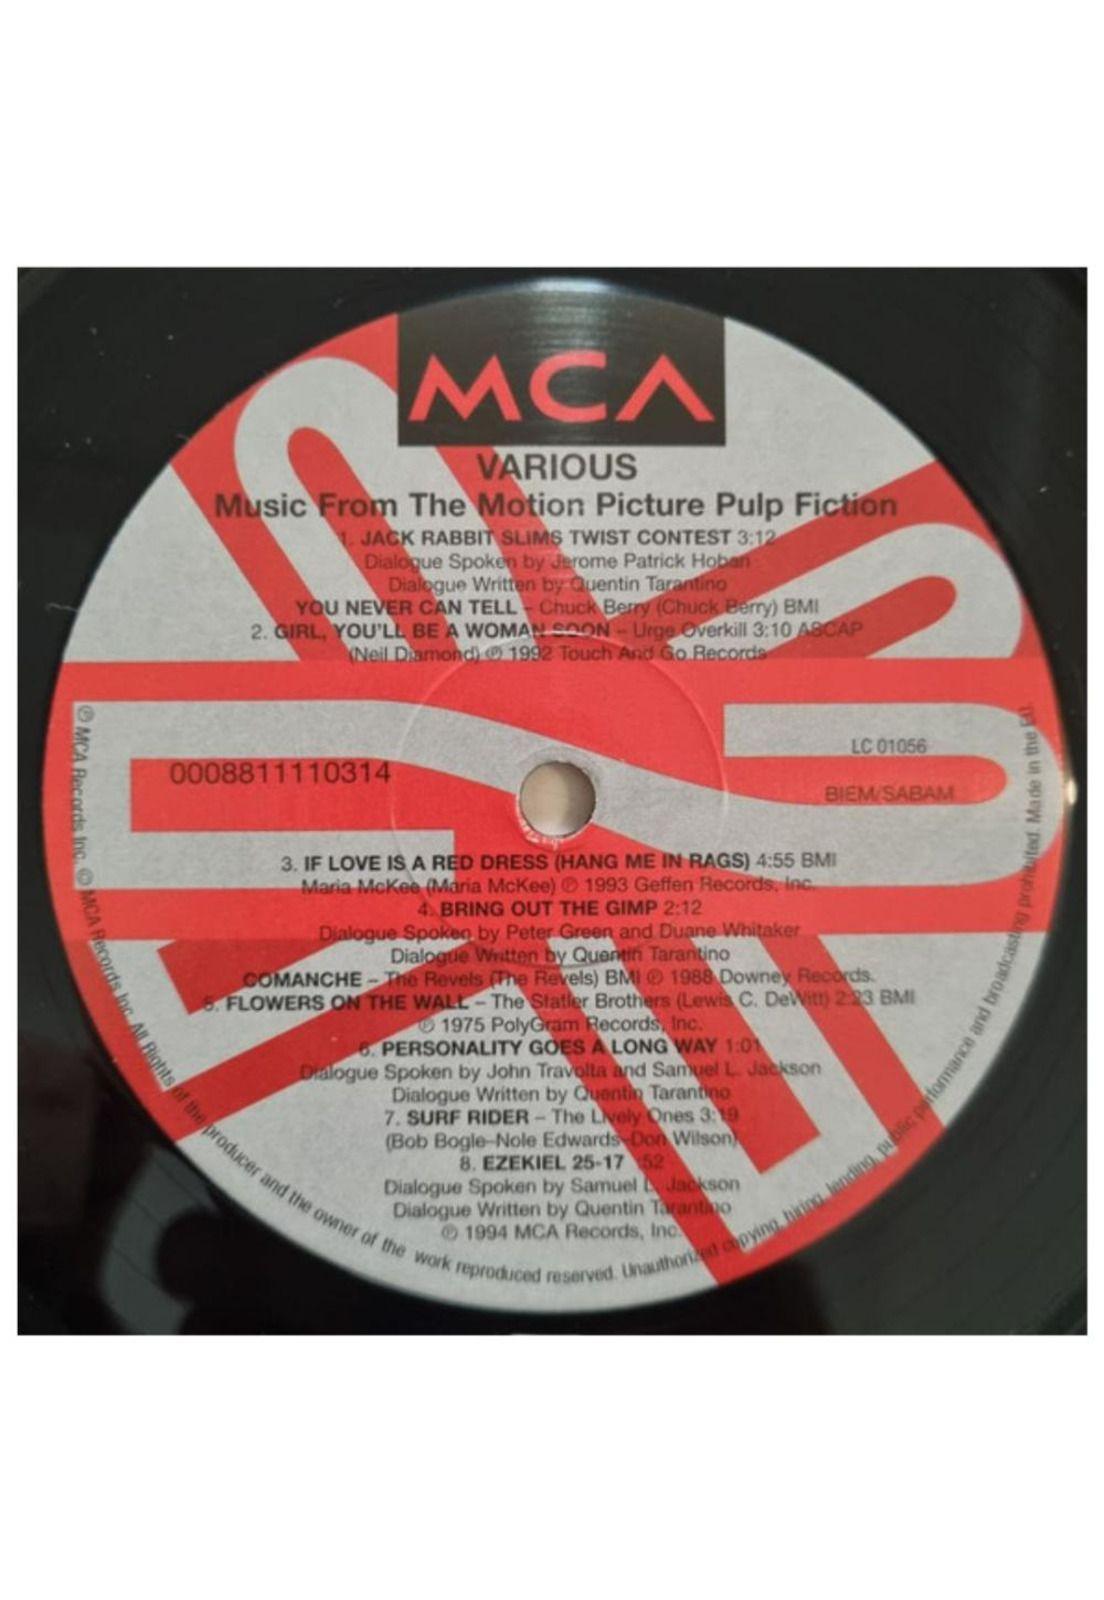 MCA
VARIOUS
Music From The Motion Picture Pulp Fiction
1. JACK RABBIT SLIMS TWIST CONTEST 3:12
Dialogue Spoken by Jerome Patrick Hoban
Dialogue Written by Quentin Tarantino
YOU NEVER CAN TELL – Chuck Berry (Chuck Berry) BMI
2. GIRL, YOU'LL BE A WOMAN SOON – Urge Overkill 3:10 ASCAP
(Neil Diamond) ℗ 1992 Touch And Go Records
LC 01056
0008811110314
BIEM/SABAM
3. IF LOVE IS A RED DRESS (HANG ME IN RAGS) 4:55 BMI
Maria McKee (Maria McKee) ℗ 1993 Geffen Records, Inc.
4. BRING OUT THE GIMP 2:12
Dialogue Spoken by Peter Green and Duane Whitaker
Dialogue Written by Quentin Tarantino
COMANCHE – The Revels (The Revels) BMI ℗ 1988 Downey Records.
5. FLOWERS ON THE WALL – The Statler Brothers (Lewis C. DeWitt) 2:23 BMI
℗ 1975 PolyGram Records, Inc.
6. PERSONALITY GOES A LONG WAY 1:01
Dialogue Spoken by John Travolta and Samuel L. Jackson
Dialogue Written by Quentin Tarantino
7. SURF RIDER – The Lively Ones 3:19
(Bob Bogle–Nole Edwards–Don Wilson)
8. EZEKIEL 25-17 :52
Dialogue Spoken by Samuel L. Jackson
Dialogue Written by Quentin Tarantino
℗ 1994 MCA Records, Inc.
℗ MCA Records Inc. © MCA Records Inc. All Rights of the producer and the owner of the work reproduced reserved. Unauthorized copying, hiring, lending, public performance and broadcasting prohibited. Made in the EU.